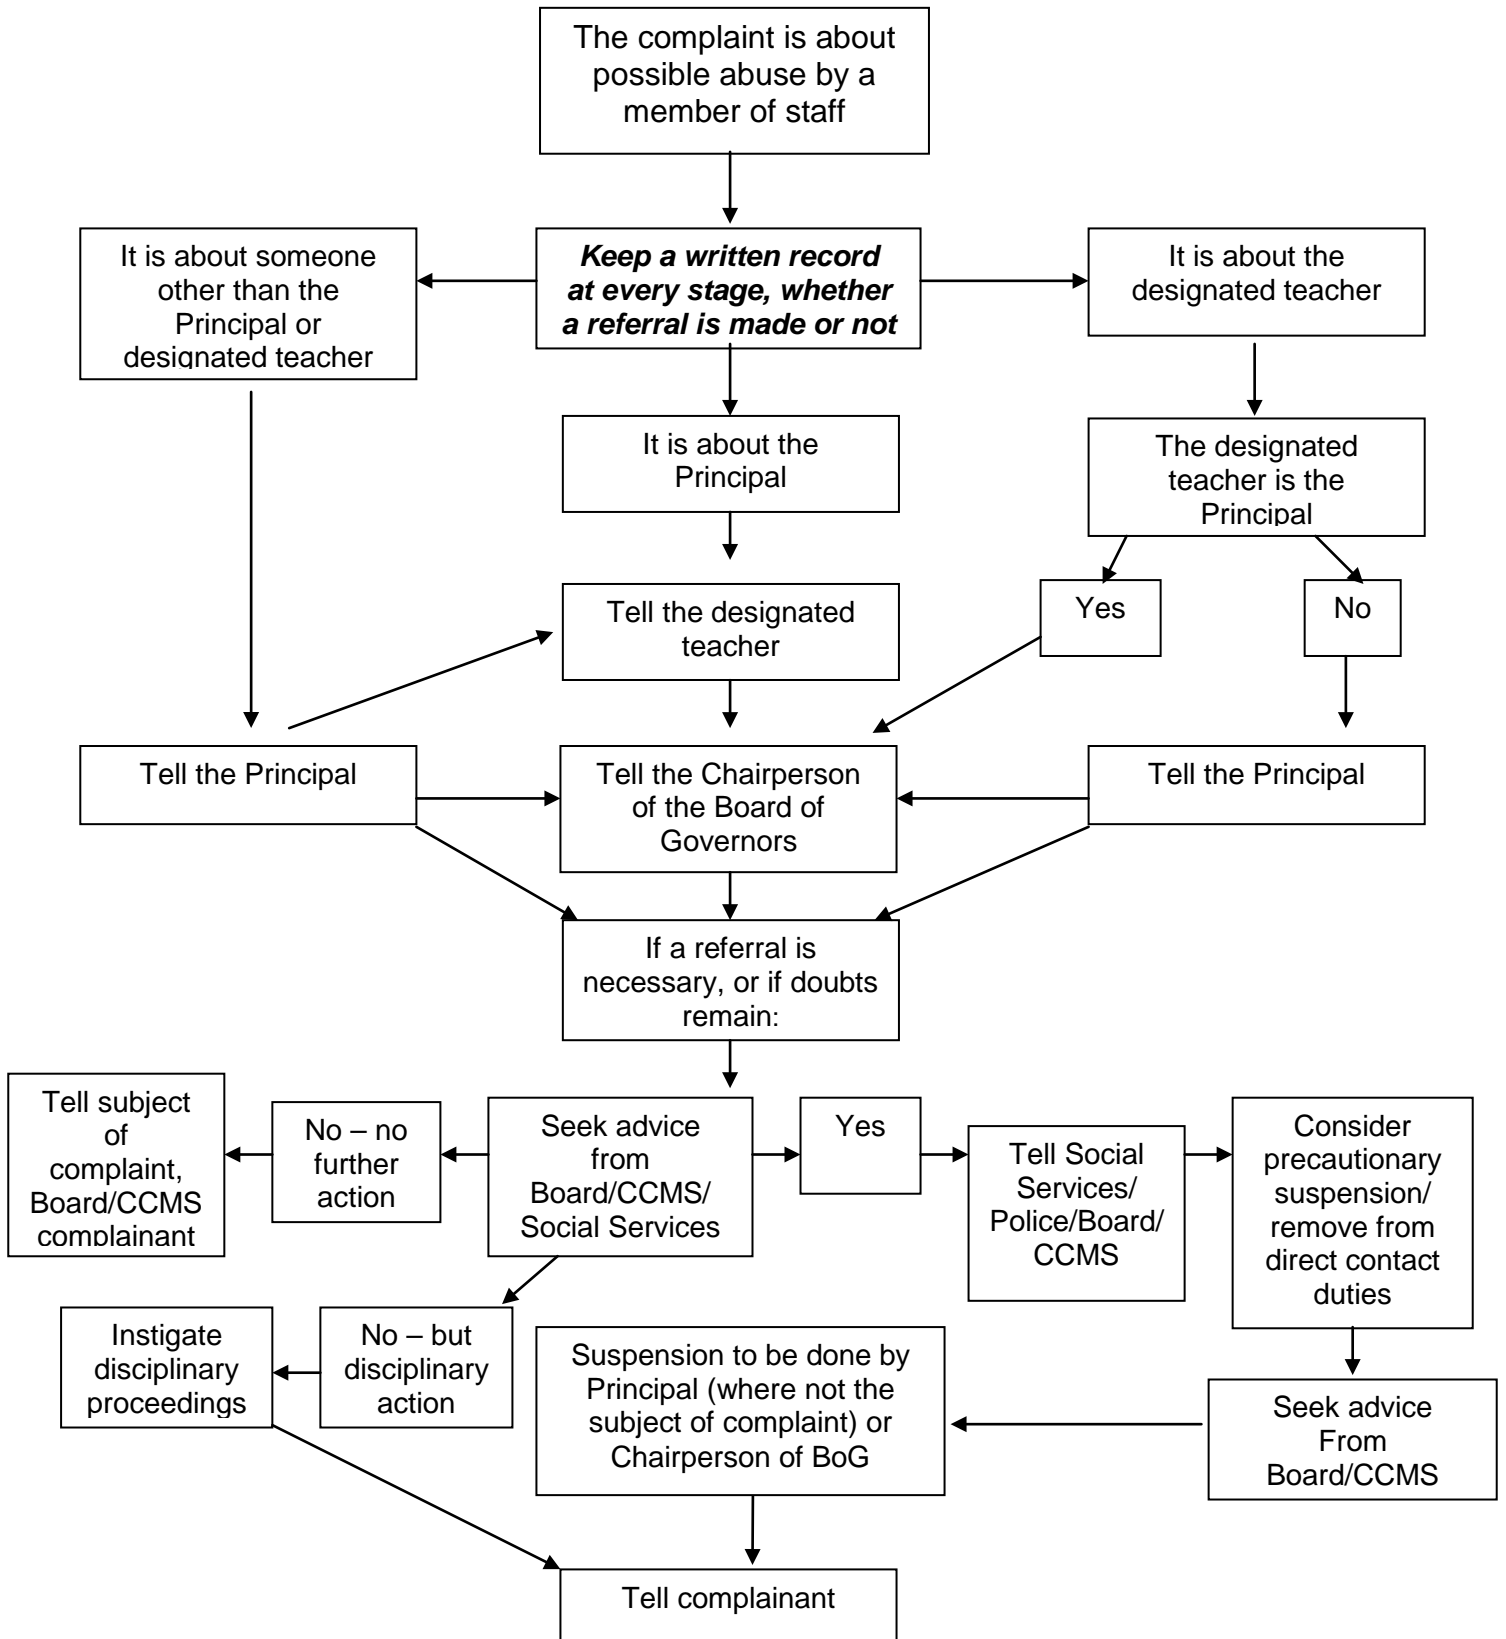 The complaint is about
possible abuse by a
member of staff
It is about someone
other than the
Principal or
designated teacher
Keep a written record
at every stage, whether
a referral is made or not
It is about the
designated teacher
It is about the
Principal
The designated
teacher is the
Principal
Tell the designated
teacher
Yes
No
Tell the Principal
Tell the Chairperson
of the Board of
Governors
Tell the Principal
If a referral is
necessary, or if doubts
remain:
Tell subject
of
complaint,
Board/CCMS
complainant
No – no
further
action
Seek advice
from
Board/CCMS/
Social Services
Yes
Tell Social
Services/
Police/Board/
CCMS
Consider
precautionary
suspension/
remove from
direct contact
duties
Instigate
disciplinary
proceedings
No – but
disciplinary
action
Suspension to be done by
Principal (where not the
subject of complaint) or
Chairperson of BoG
Seek advice
From
Board/CCMS
Tell complainant